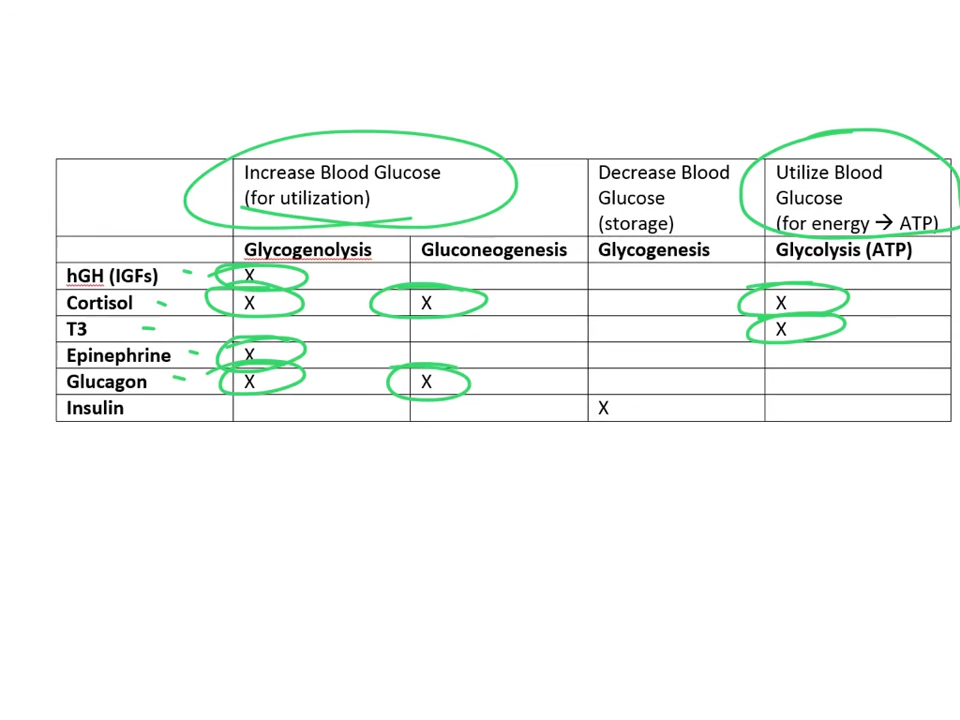 Increase Blood Glucose
(for utilization)
Decrease Blood
Glucose
(storage)
Utilize Blood
Glucose
(for energy → ATP)
Glycogenolysis Gluconeogenesis Glycogenesis Glycolysis (ATP)
hGH (IGFs) X
Cortisol X X X
T3 X
Epinephrine X
Glucagon X X
Insulin X